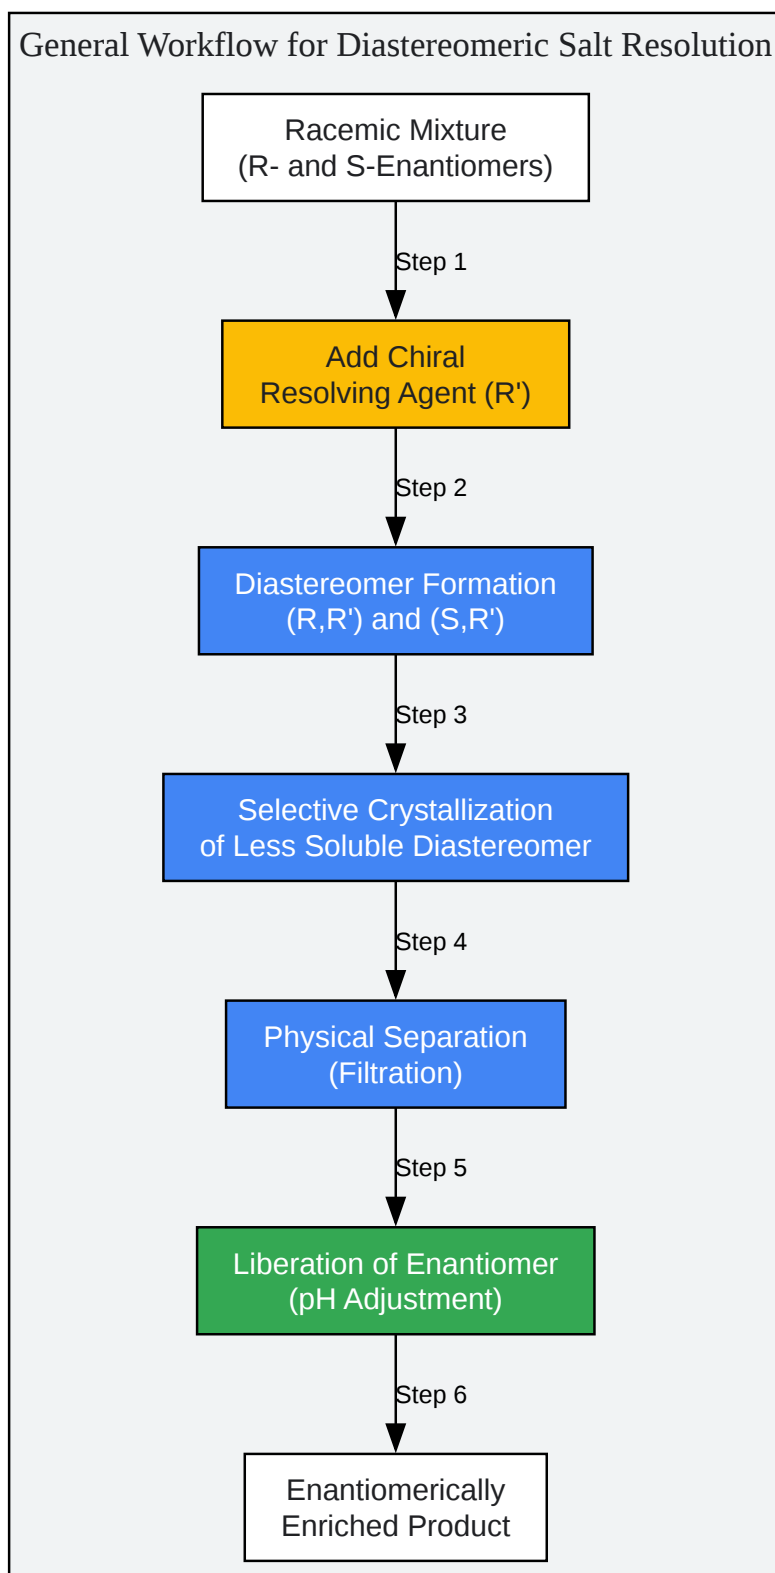 General Workflow for Diastereomeric Salt Resolution
Racemic Mixture
(R- and S-Enantiomers)
Step 1
Add Chiral
Resolving Agent (R')
Step 2
Diastereomer Formation
(R,R') and (S,R')
Step 3
Selective Crystallization
of Less Soluble Diastereomer
Step 4
Physical Separation
(Filtration)
Step 5
Liberation of Enantiomer
(pH Adjustment)
Step 6
Enantiomerically
Enriched Product